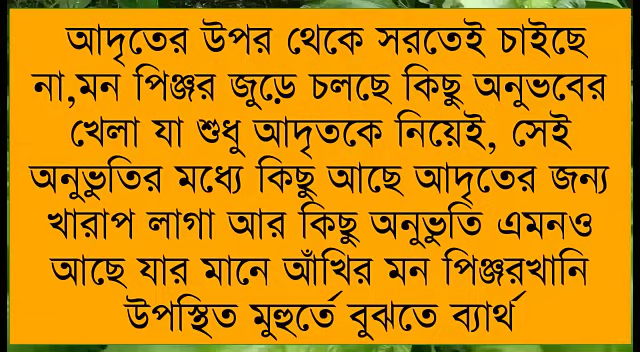 আদৃতের উপর থেকে সরতেই চাইছে
না,মন পিঞ্জর জুড়ে চলছে কিছু অনুভবের
খেলা যা শুধু আদৃতকে নিয়েই, সেই
অনুভুতির মধ্যে কিছু আছে আদৃতের জন্য
খারাপ লাগা আর কিছু অনুভুতি এমনও
আছে যার মানে আঁখির মন পিঞ্জরখানি
উপস্থিত মুহুর্তে বুঝতে ব্যার্থ